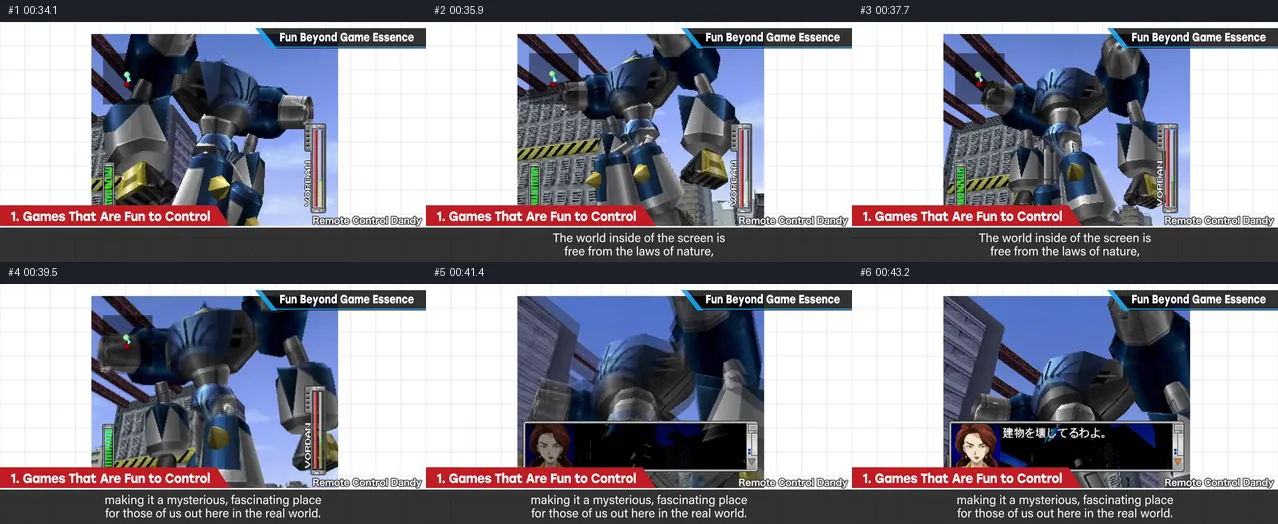 #1 00:34.1
Fun Beyond Game Essence
VORDAN
1. Games That Are Fun to Control
Remote Control Dandy
#2 00:35.9
Fun Beyond Game Essence
VORDAN
1. Games That Are Fun to Control
Remote Control Dandy
The world inside of the screen is
free from the laws of nature,
#3 00:37.7
Fun Beyond Game Essence
VORDAN
1. Games That Are Fun to Control
Remote Control Dandy
The world inside of the screen is
free from the laws of nature,
#4 00:39.5
Fun Beyond Game Essence
VORDAN
1. Games That Are Fun to Control
Remote Control Dandy
making it a mysterious, fascinating place
for those of us out here in the real world.
#5 00:41.4
Fun Beyond Game Essence
1. Games That Are Fun to Control
Remote Control Dandy
making it a mysterious, fascinating place
for those of us out here in the real world.
#6 00:43.2
Fun Beyond Game Essence
建物を壊してるわよ。
1. Games That Are Fun to Control
Remote Control Dandy
making it a mysterious, fascinating place
for those of us out here in the real world.